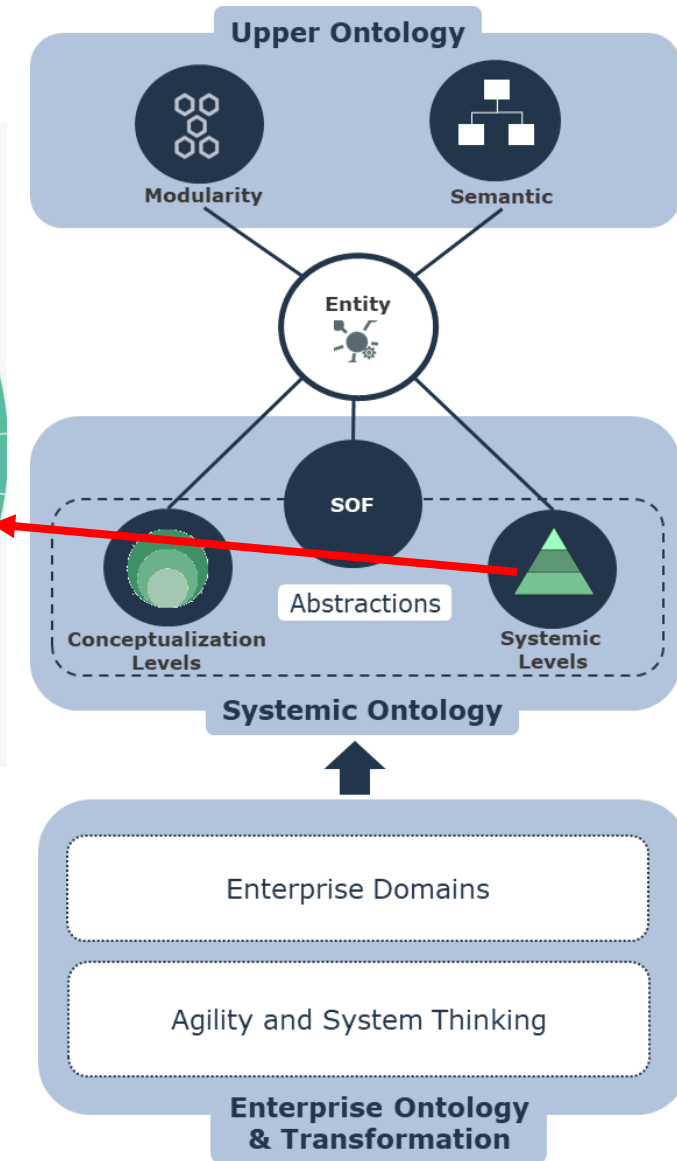 Upper Ontology
Modularity
Semantic
Entity
SOF
Abstractions
Conceptualization
Levels
Systemic
Levels
Systemic Ontology
Enterprise Domains
Agility and System Thinking
Enterprise Ontology
& Transformation